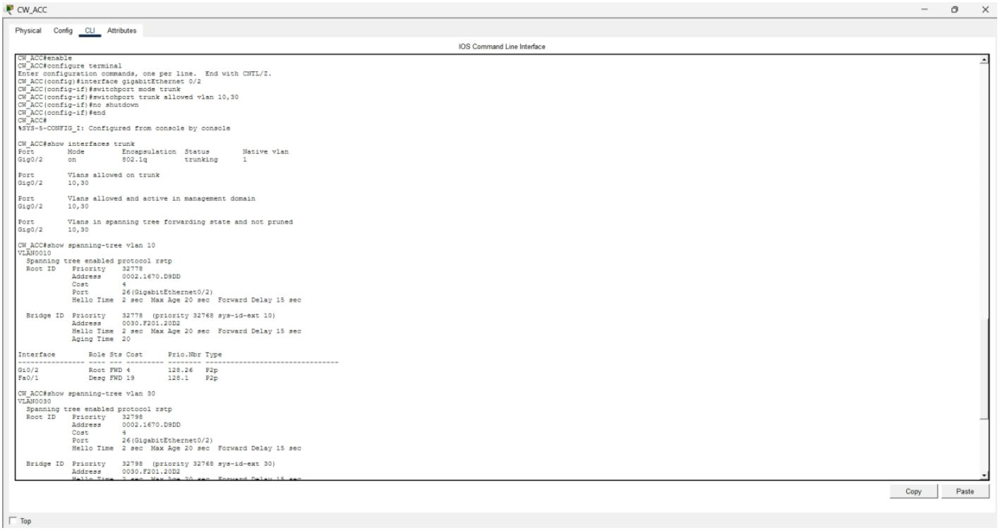 CW_ACC
Physical Config CLI Attributes
IOS Command Line Interface
CW_ACC#enable
CW_ACC#configure terminal
Enter configuration commands, one per line. End with CNTL/Z.
CW_ACC(config)#interface gigabitEthernet 0/2
CW_ACC(config-if)#switchport mode trunk
CW_ACC(config-if)#switchport trunk allowed vlan 10,30
CW_ACC(config-if)#no shutdown
CW_ACC(config-if)#end
CW_ACC#
%SYS-5-CONFIG_I: Configured from console by console
CW_ACC#show interfaces trunk
Port Mode Encapsulation Status Native vlan
Gig0/2 on 802.1q trunking 1
Port Vlans allowed on trunk
Gig0/2 10,30
Port Vlans allowed and active in management domain
Gig0/2 10,30
Port Vlans in spanning tree forwarding state and not pruned
Gig0/2 10,30
CW_ACC#show spanning-tree vlan 10
VLAN0010
Spanning tree enabled protocol rstp
Root ID Priority 32778
Address 0002.1670.D9DD
Cost 4
Port 26(GigabitEthernet0/2)
Hello Time 2 sec Max Age 20 sec Forward Delay 15 sec
Bridge ID Priority 32778 (priority 32768 sys-id-ext 10)
Address 0030.F201.20D2
Hello Time 2 sec Max Age 20 sec Forward Delay 15 sec
Aging Time 20
Interface Role Sts Cost Prio.Nbr Type
---------------- ---- --- --------- -------- --------------------------------
Gi0/2 Root FWD 4 128.26 P2p
Fa0/1 Desg FWD 19 128.1 P2p
CW_ACC#show spanning-tree vlan 30
VLAN0030
Spanning tree enabled protocol rstp
Root ID Priority 32798
Address 0002.1670.D9DD
Cost 4
Port 26(GigabitEthernet0/2)
Hello Time 2 sec Max Age 20 sec Forward Delay 15 sec
Bridge ID Priority 32798 (priority 32768 sys-id-ext 30)
Address 0030.F201.20D2
Hello Time 2 sec Max Age 20 sec Forward Delay 15 sec
Copy Paste
Top